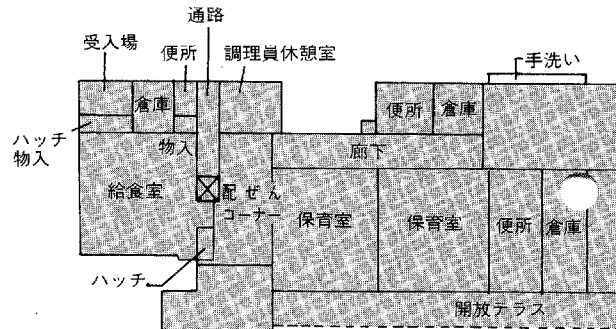 通路
受入場
便所
調理員休憩室
手洗い
倉庫
便所
倉庫
ハッチ
物入
物入
廊下
給食室
配ぜん
コーナー
保育室
保育室
便所
倉庫
ハッチ
開放テラス